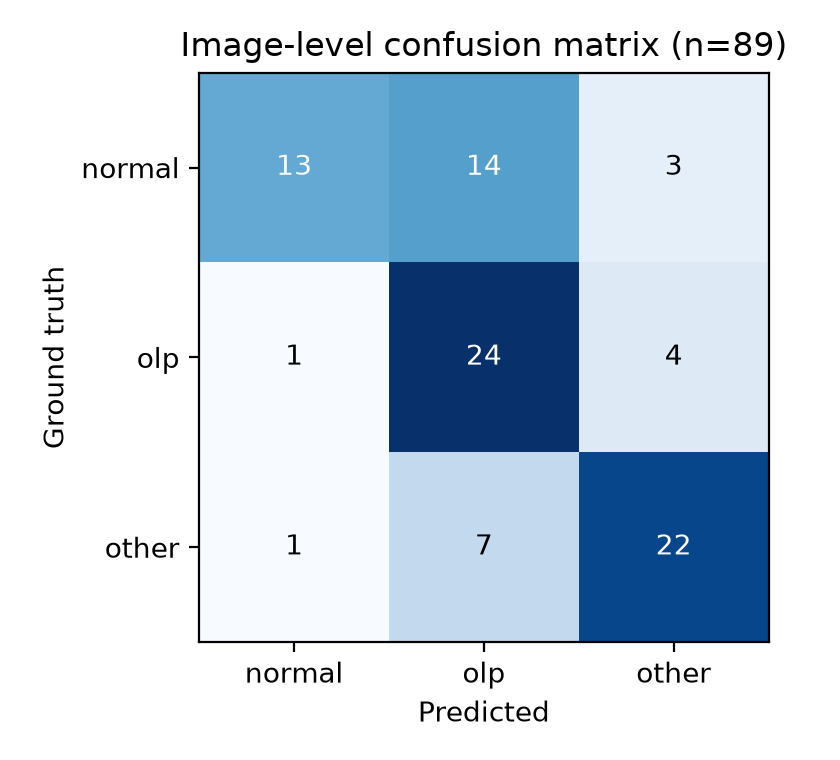 Image-level confusion matrix (n=89)
normal 13 14 3
olp 1 24 4
other 1 7 22
normal olp other
Predicted
Ground truth